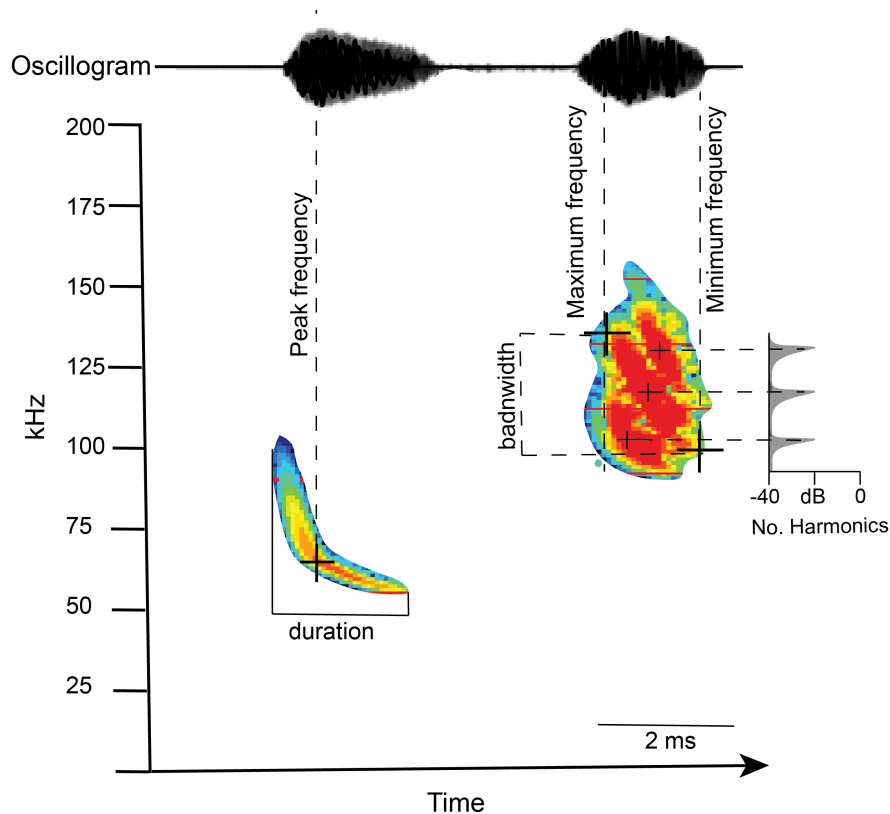 Oscillogram
200
175
150
125
100
75
50
25
kHz
Peak frequency
Maximum frequency
Minimum frequency
badnwidth
duration
-40 dB 0
No. Harmonics
2 ms
Time